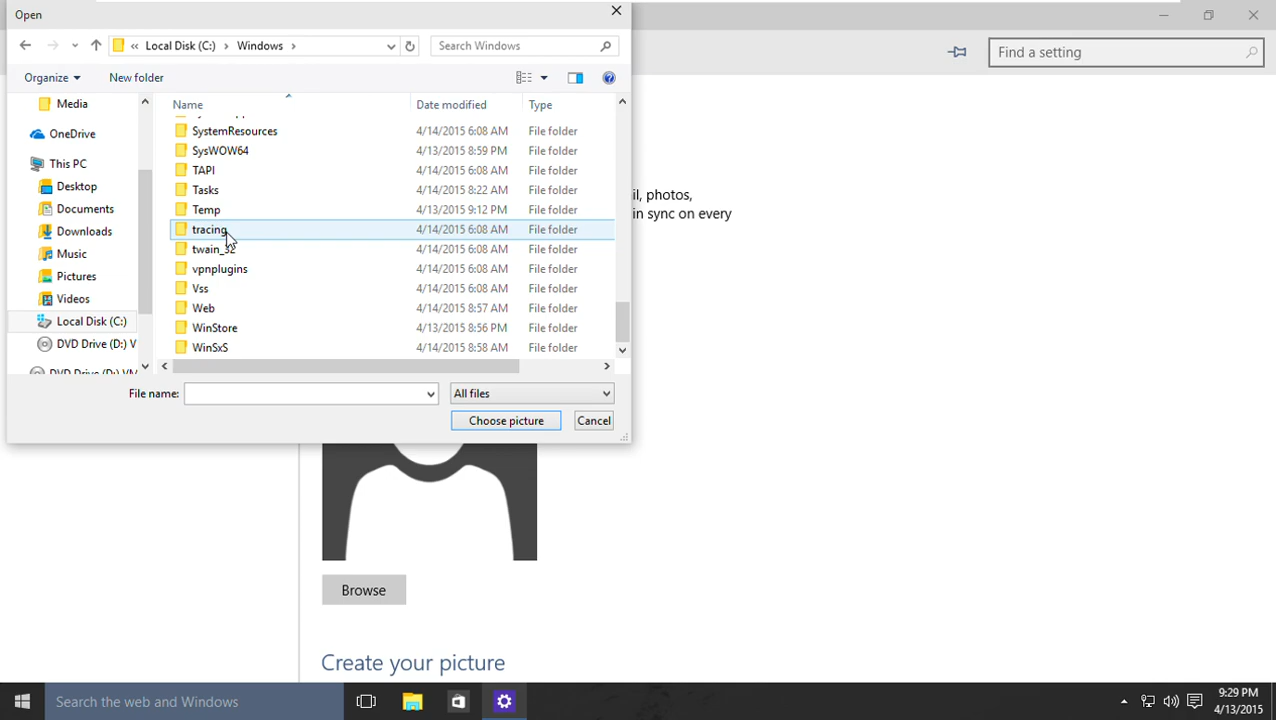 Open
« Local Disk (C:) › Windows ›
Search Windows
Find a setting
Organize
New folder
Name
Date modified
Type
Media
OneDrive
This PC
Desktop
Documents
Downloads
Music
Pictures
Videos
Local Disk (C:)
DVD Drive (D:) V
SystemResources 4/14/2015 6:08 AM File folder
SysWOW64 4/13/2015 8:59 PM File folder
TAPI 4/14/2015 6:08 AM File folder
Tasks 4/14/2015 8:22 AM File folder
Temp 4/13/2015 9:12 PM File folder
tracing 4/14/2015 6:08 AM File folder
twain_32 4/14/2015 6:08 AM File folder
vpnplugins 4/14/2015 6:08 AM File folder
Vss 4/14/2015 6:08 AM File folder
Web 4/14/2015 8:57 AM File folder
WinStore 4/13/2015 8:56 PM File folder
WinSxS 4/14/2015 8:58 AM File folder
il, photos,
in sync on every
File name:
All files
Choose picture
Cancel
Browse
Create your picture
Search the web and Windows
9:29 PM
4/13/2015